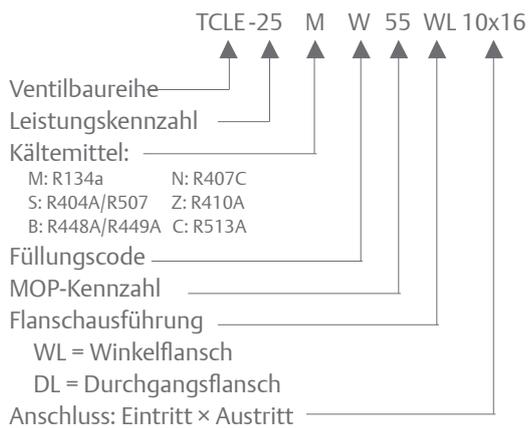 TCLE-25 M W 55 WL 10x16
Ventilbaureihe
Leistungskennzahl
Kältemittel:
M: R134a N: R407C
S: R404A/R507 Z: R410A
B: R448A/R449A C: R513A
Füllungscode
MOP-Kennzahl
Flanschausführung
WL = Winkelflansch
DL = Durchgangsflansch
Anschluss: Eintritt × Austritt